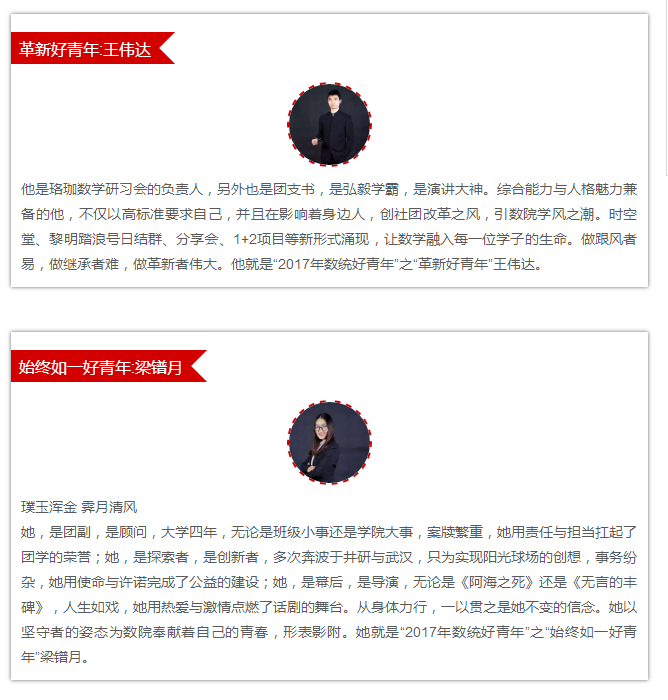 革新好青年:王伟达
他是珞珈数学研习会的负责人，另外也是团支书，是弘毅学霸，是演讲大神。综合能力与人格魅力兼
备的他，不仅以高标准要求自己，并且在影响着身边人，创社团改革之风，引数院学风之潮。时空
堂、黎明踏浪号日结群、分享会、1+2项目等新形式涌现，让数学融入每一位学子的生命。做跟风者
易，做继承者难，做革新者伟大。他就是“2017年数统好青年”之“革新好青年”王伟达。
始终如一好青年:梁镨月
璞玉浑金 霁月清风
她，是团副，是顾问，大学四年，无论是班级小事还是学院大事，案牍繁重，她用责任与担当扛起了
团学的荣誉；她，是探索者，是创新者，多次奔波于井研与武汉，只为实现阳光球场的创想，事务纷
杂，她用使命与许诺完成了公益的建设；她，是幕后，是导演，无论是《阿海之死》还是《无言的丰
碑》，人生如戏，她用热爱与激情点燃了话剧的舞台。从身体力行，一以贯之是她不变的信念。她以
坚守者的姿态为数院奉献着自己的青春，形表影附。她就是“2017年数统好青年”之“始终如一好青
年”梁镨月。